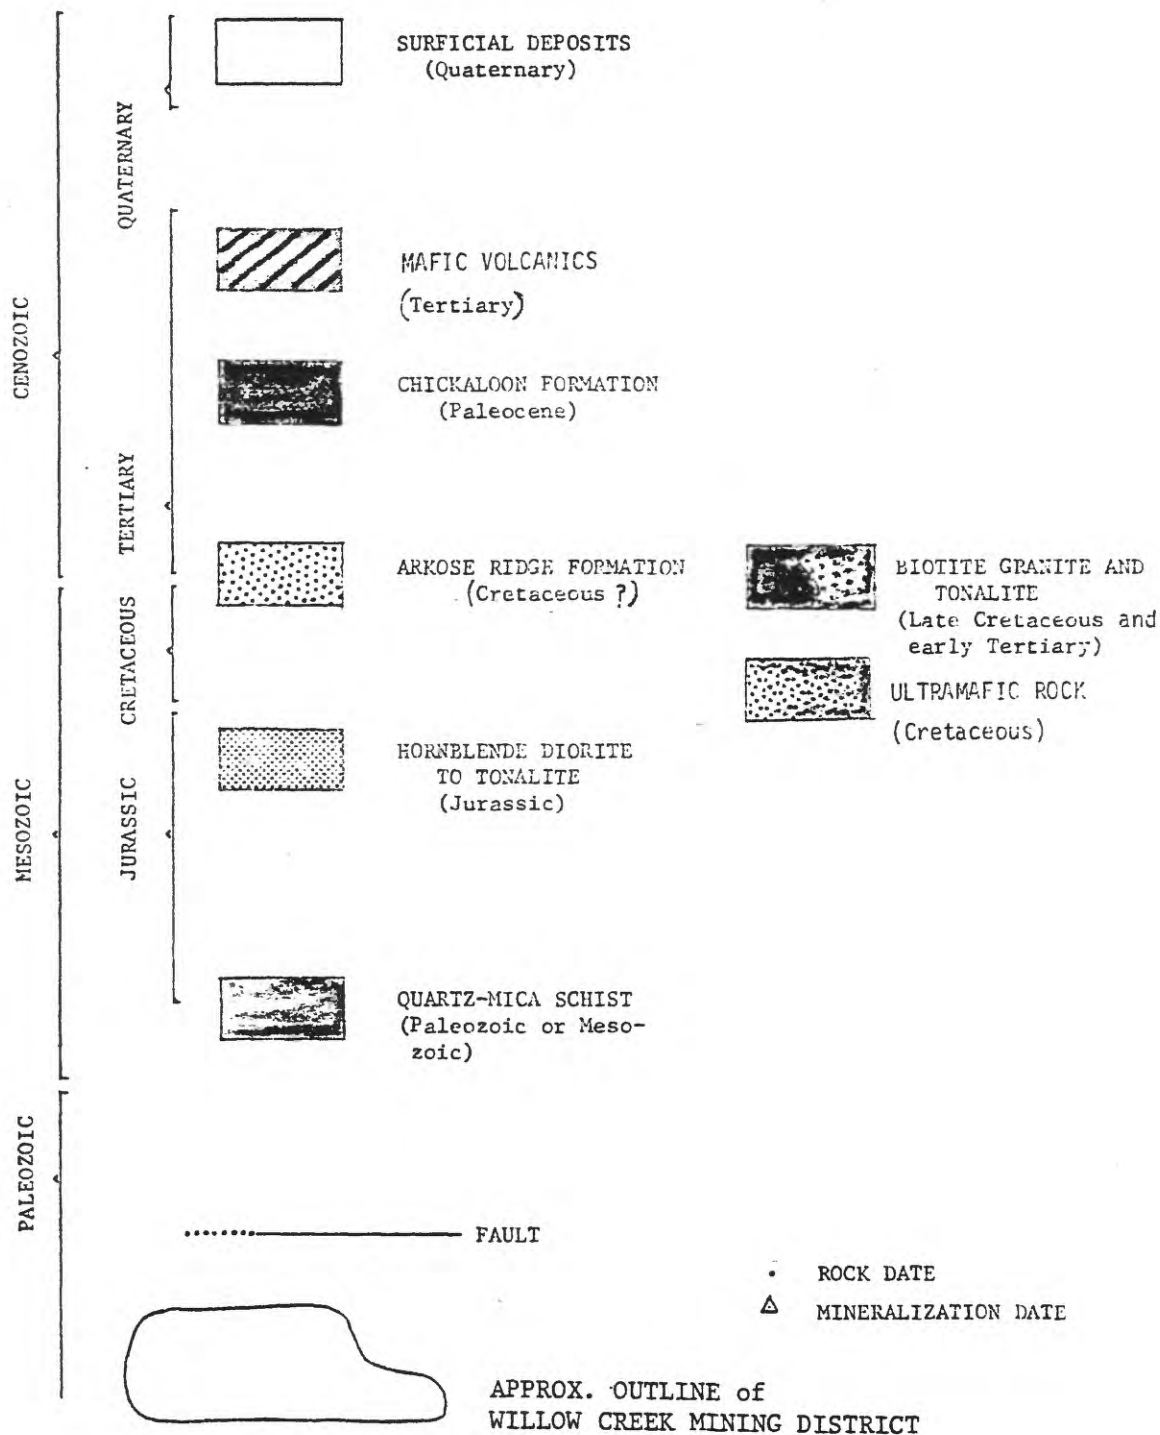 CENOZOIC
MESOZOIC
PALEOZOIC
QUATERNARY
TERTIARY
CRETACEOUS
JURASSIC
SURFICIAL DEPOSITS
(Quaternary)
MAFIC VOLCANICS
(Tertiary)
CHICKALOON FORMATION
(Paleocene)
ARKOSE RIDGE FORMATION
(Cretaceous ?)
BIOTITE GRANITE AND
TONALITE
(Late Cretaceous and
early Tertiary)
ULTRAMAFIC ROCK
(Cretaceous)
HORNBLENDE DIORITE
TO TONALITE
(Jurassic)
QUARTZ-MICA SCHIST
(Paleozoic or Meso-
zoic)
FAULT
ROCK DATE
MINERALIZATION DATE
APPROX. OUTLINE of
WILLOW CREEK MINING DISTRICT